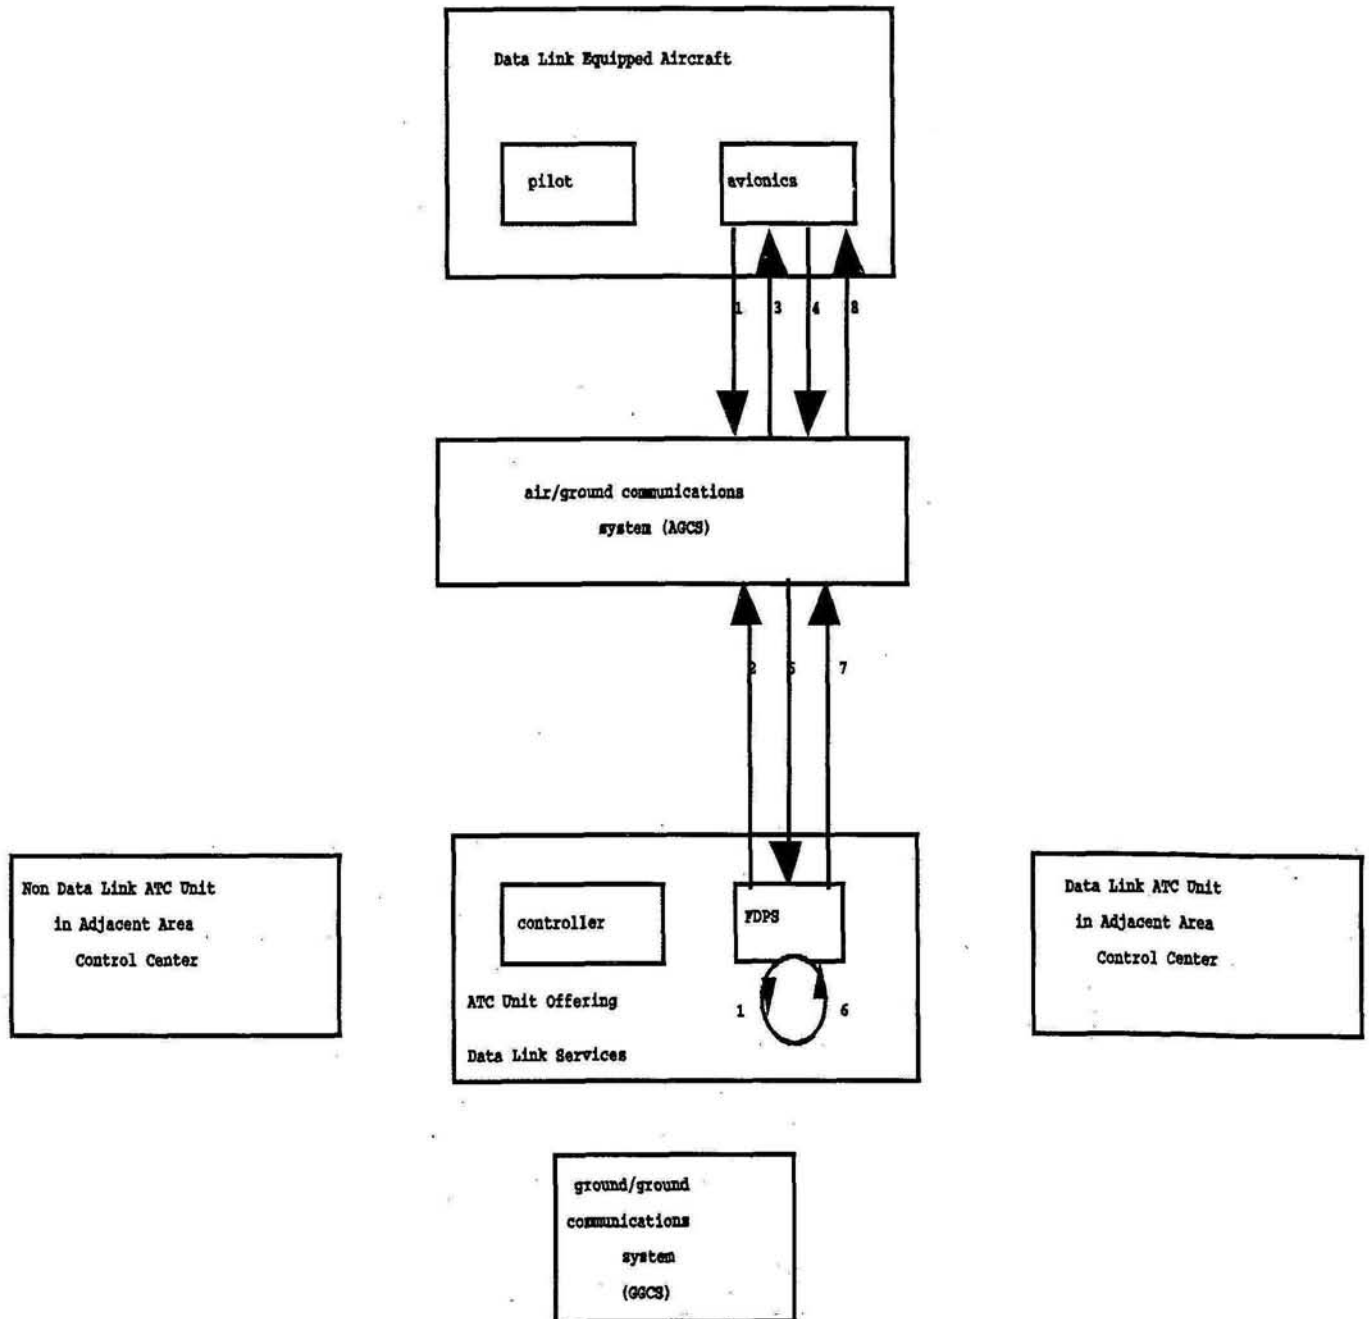 Data Link Equipped Aircraft
pilot
avionics
1 3 4 8
air/ground communications
system (AGCS)
2 5 7
Non Data Link ATC Unit
in Adjacent Area
Control Center
controller
FDPS
ATC Unit Offering
1 6
Data Link Services
Data Link ATC Unit
in Adjacent Area
Control Center
ground/ground
communications
system
(GGCS)